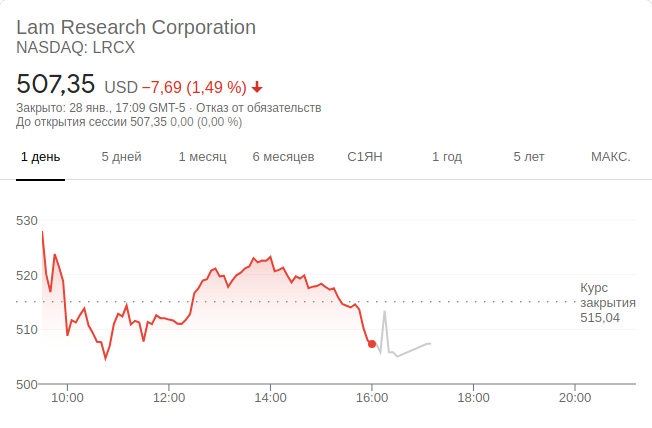 Lam Research Corporation
NASDAQ: LRCX
507,35 USD −7,69 (1,49 %)
Закрыто: 28 янв., 17:09 GMT-5 · Отказ от обязательств
До открытия сессии 507,35 0,00 (0,00 %)
1 день 5 дней 1 месяц 6 месяцев С1ЯН 1 год 5 лет МАКС.
530
520
Курс
закрытия
515,04
510
500
10:00 12:00 14:00 16:00 18:00 20:00